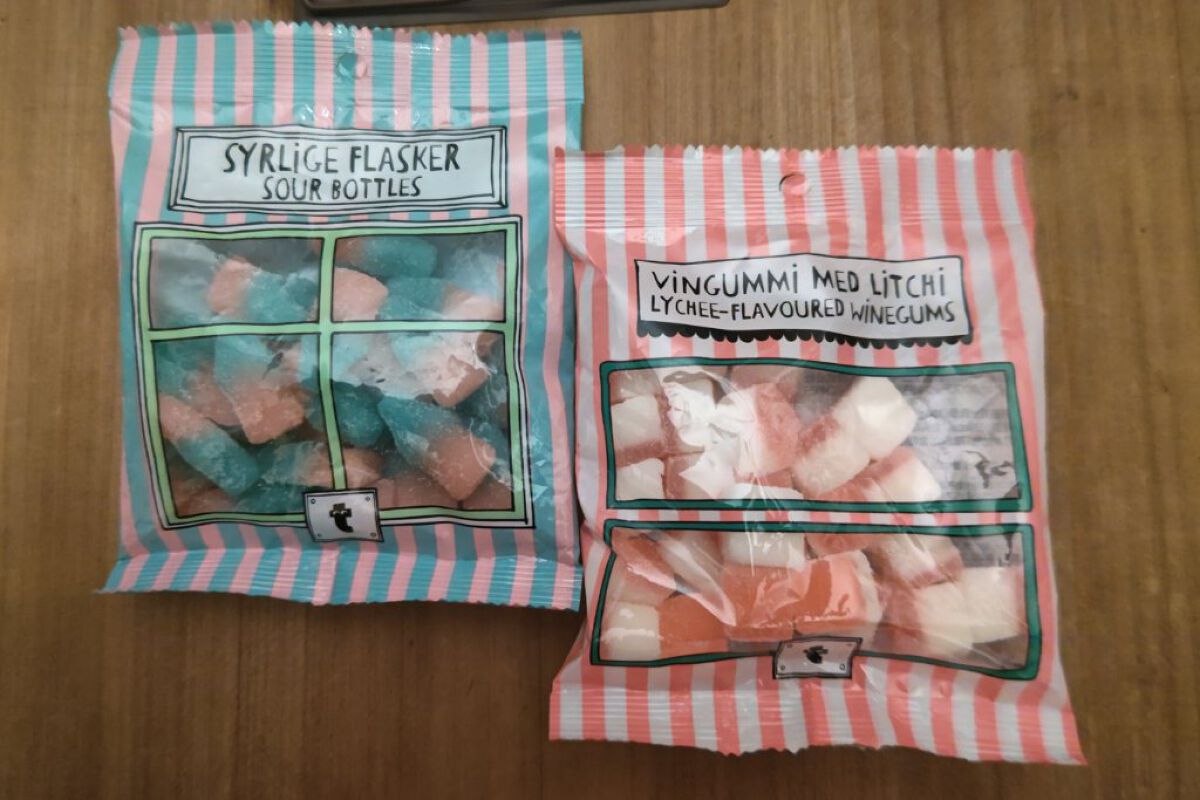 SYRLiGE FLASKER
SOUR BOTTLES
t
ViNGUMMi MED LiTCHi
LYCHEE-FLAVOURED WINEGUMS
t